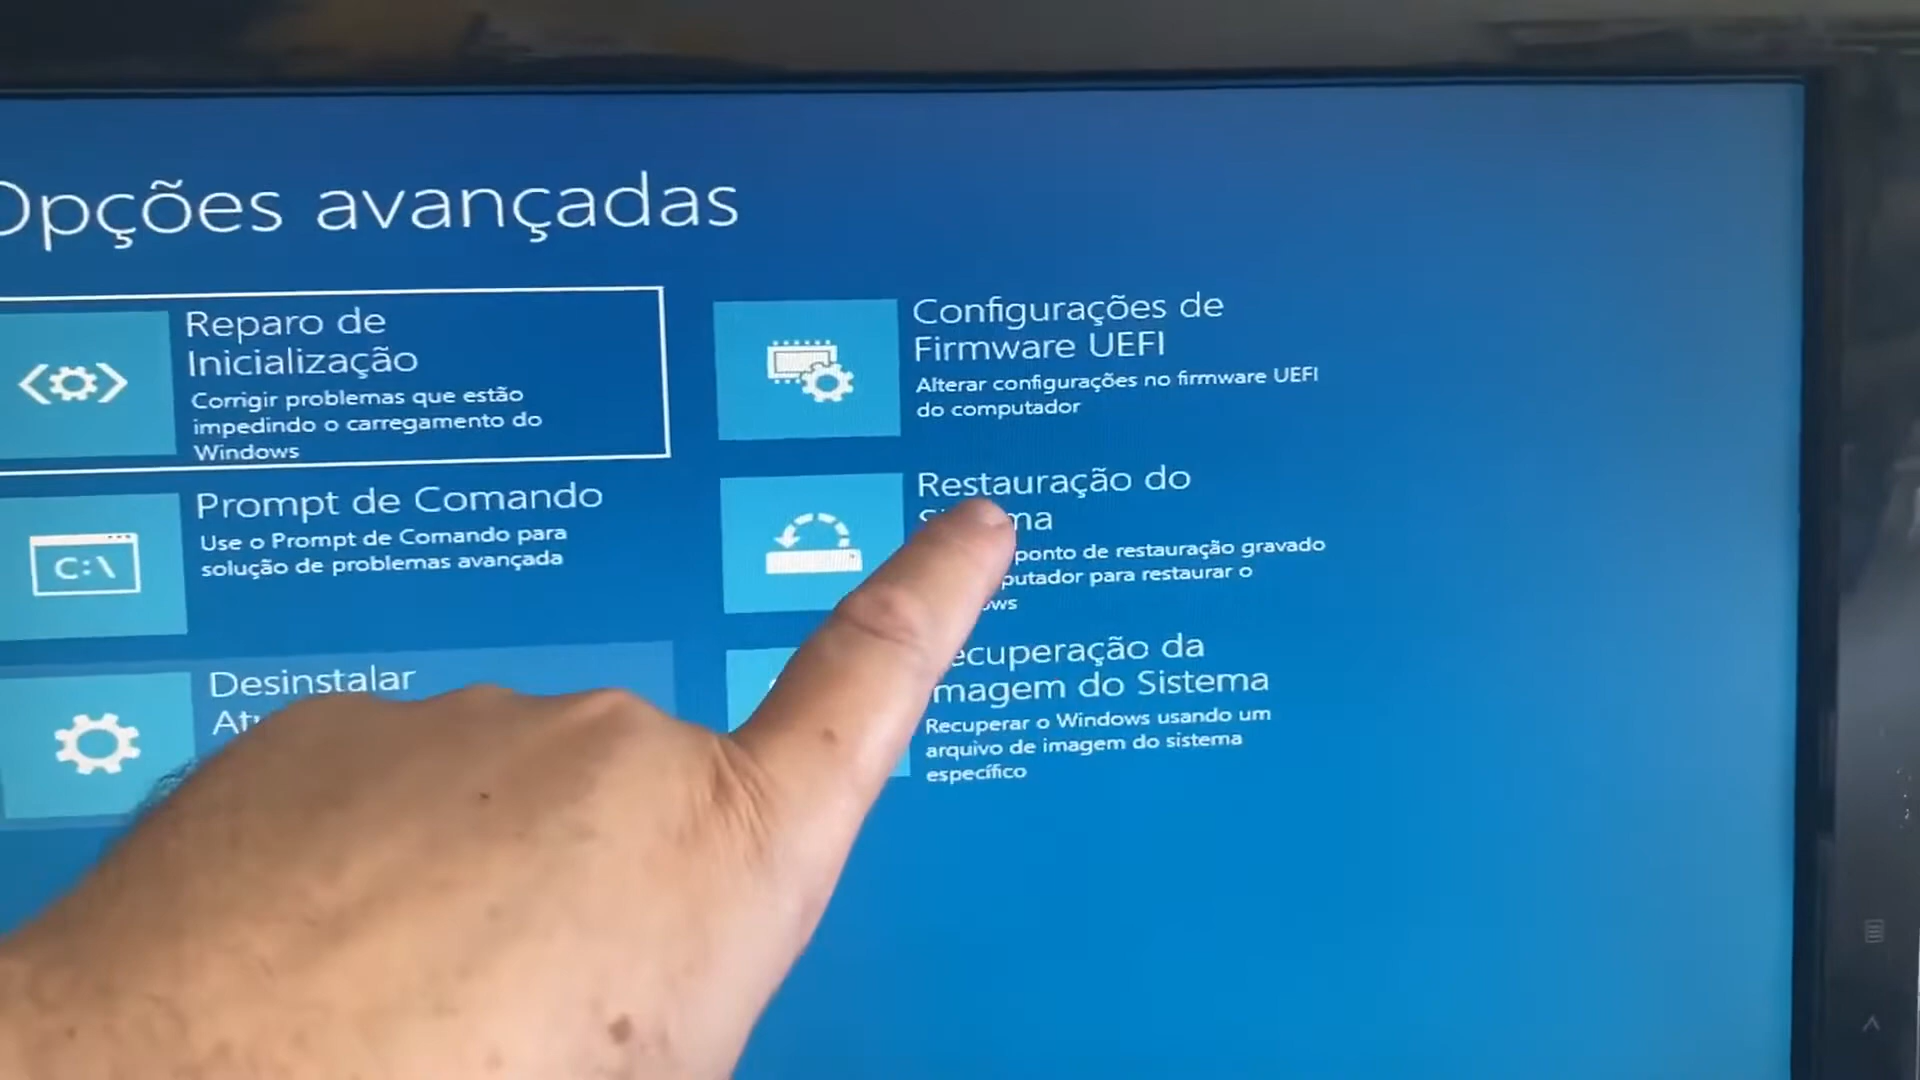 Opções avançadas
Reparo de
Inicialização
Corrigir problemas que estão
impedindo o carregamento do
Windows
Prompt de Comando
Use o Prompt de Comando para
solução de problemas avançada
C:\
Desinstalar
Configurações de
Firmware UEFI
Alterar configurações no firmware UEFI
do computador
Restauração do
ponto de restauração gravado
para restaurar o
Recuperação da
Imagem do Sistema
Recuperar o Windows usando um
arquivo de imagem do sistema
específico